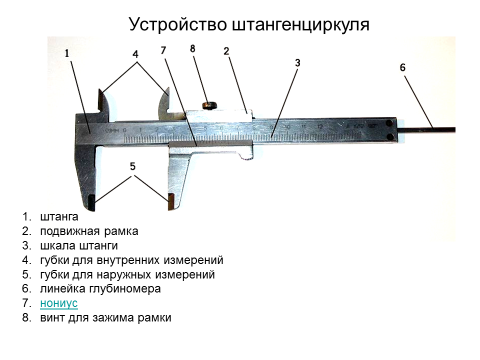 Устройство штангенциркуля
1 4 7 8 2 3 6
5
1. штанга
2. подвижная рамка
3. шкала штанги
4. губки для внутренних измерений
5. губки для наружных измерений
6. линейка глубиномера
7. нониус
8. винт для зажима рамки